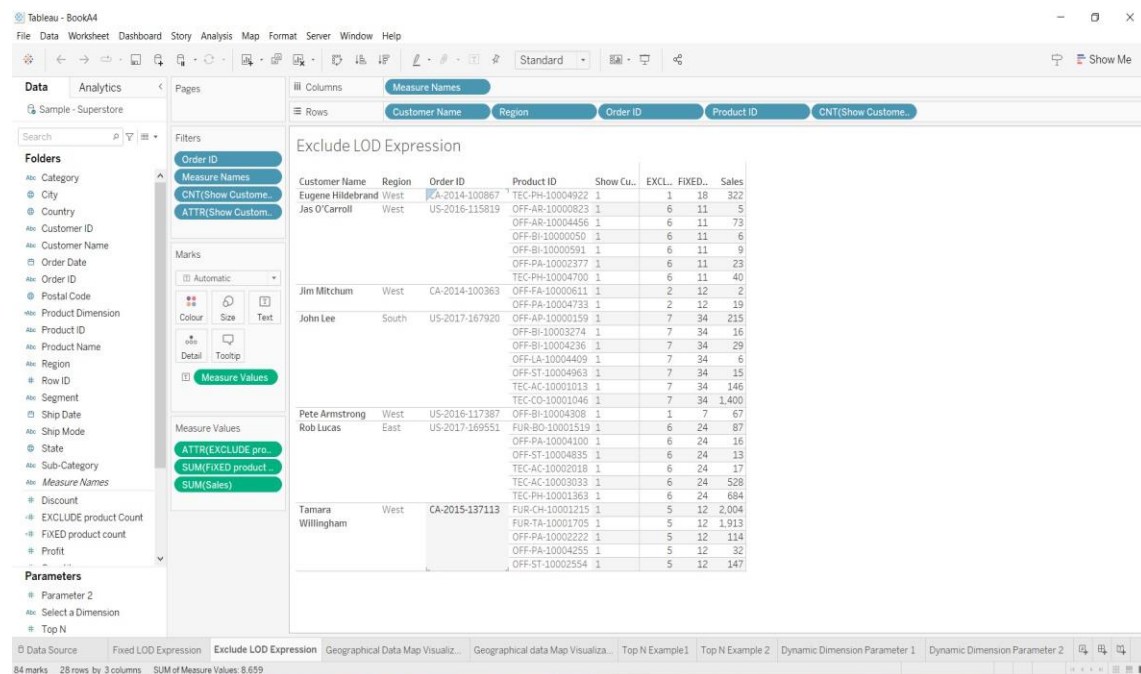 Tableau - BookA4
File Data Worksheet Dashboard Story Analysis Map Format Server Window Help
Standard
Show Me
Data Analytics
Sample - Superstore
Search
Folders
Abc Category
City
Country
Abc Customer ID
Abc Customer Name
Order Date
Abc Order ID
Postal Code
Product Dimension
Abc Product ID
Abc Product Name
Abc Region
# Row ID
Abc Segment
Ship Date
Abc Ship Mode
State
Abc Sub-Category
Abc Measure Names
# Discount
EXCLUDE product Count
FiXED product count
# Profit
Parameters
# Parameter 2
Abc Select a Dimension
# Top N
Pages
Filters
Order ID
Measure Names
CNT(Show Custome..
ATTR(Show Custom..
Marks
Automatic
Colour Size Text
Detail Tooltip
Measure Values
Measure Values
ATTR(EXCLUDE pro..
SUM(FiXED product ..
SUM(Sales)
Columns Measure Names
Rows Customer Name Region Order ID Product ID CNT(Show Custome..
Exclude LOD Expression
Customer Name Region Order ID Product ID Show Cu.. EXCL.. FiXED.. Sales
Eugene Hildebrand West CA-2014-100867 TEC-PH-10004922 1 1 18 322
Jas O'Carroll West US-2016-115819 OFF-AR-10000823 1 6 11 5
OFF-AR-10004456 1 6 11 73
OFF-BI-10000050 1 6 11 6
OFF-BI-10000591 1 6 11 9
OFF-PA-10002377 1 6 11 23
TEC-PH-10004700 1 6 11 40
Jim Mitchum West CA-2014-100363 OFF-FA-10000611 1 2 12 2
OFF-PA-10004733 1 2 12 19
John Lee South US-2017-167920 OFF-AP-10000159 1 7 34 215
OFF-BI-10003274 1 7 34 16
OFF-BI-10004236 1 7 34 29
OFF-LA-10004409 1 7 34 6
OFF-ST-10004963 1 7 34 15
TEC-AC-10001013 1 7 34 146
TEC-CO-10001046 1 7 34 1,400
Pete Armstrong West US-2016-117387 OFF-BI-10004308 1 1 7 67
Rob Lucas East US-2017-169551 FUR-BO-10001519 1 6 24 87
OFF-PA-10004100 1 6 24 16
OFF-ST-10004835 1 6 24 13
TEC-AC-10002018 1 6 24 17
TEC-AC-10003033 1 6 24 528
TEC-PH-10001363 1 6 24 684
Tamara West CA-2015-137113 FUR-CH-10001215 1 5 12 2,004
Willingham FUR-TA-10001705 1 5 12 1,913
OFF-PA-10002222 1 5 12 114
OFF-PA-10004255 1 5 12 32
OFF-ST-10002554 1 5 12 147
Data Source Fixed LOD Expression Exclude LOD Expression Geographical Data Map Visualiz... Geographical data Map Visualiza... Top N Example1 Top N Example 2 Dynamic Dimension Parameter 1 Dynamic Dimension Parameter 2
84 marks 28 rows by 3 columns SUM of Measure Values: 8.659